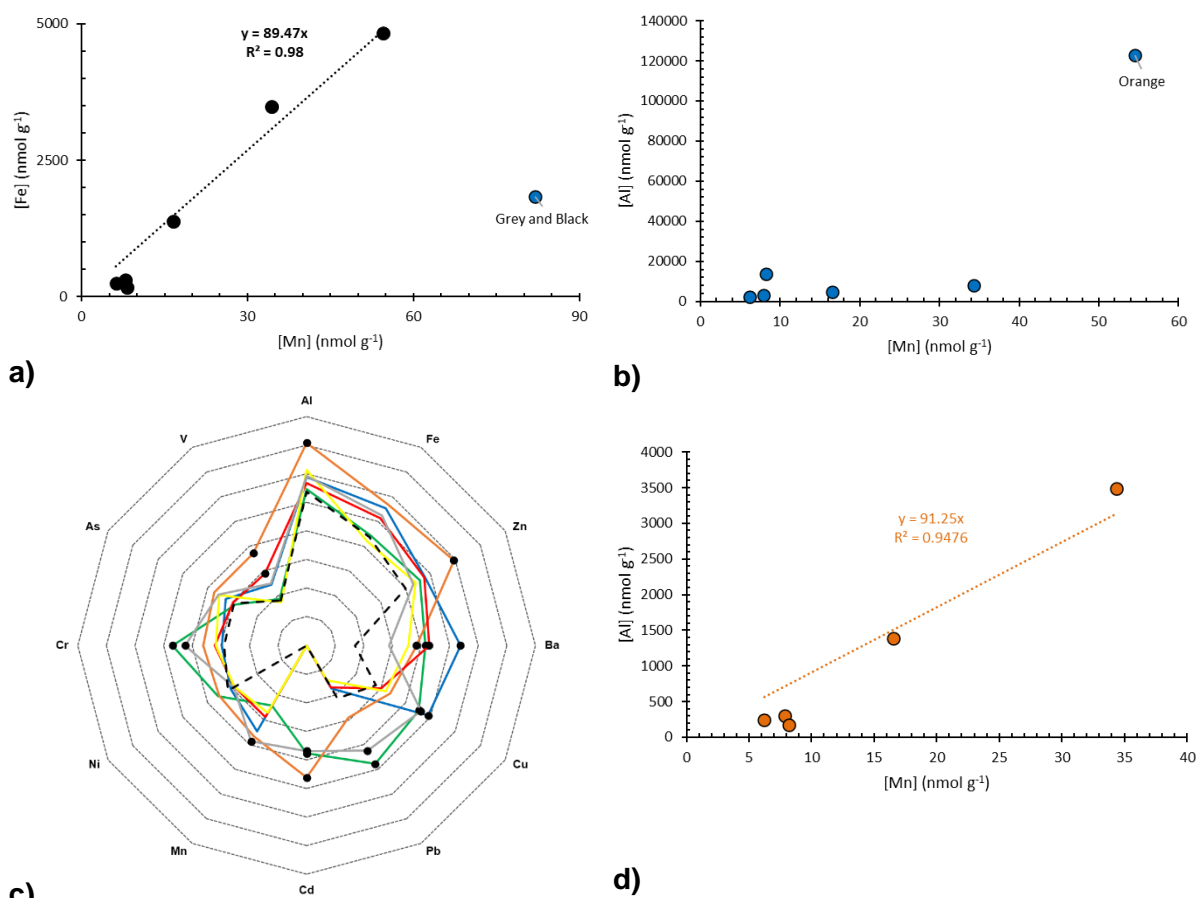 5000
2500
0
[Fe] (nmol g⁻¹)
y = 89.47x
R² = 0.98
Grey and Black
0 30 60 90
[Mn] (nmol g⁻¹)
a)
140000
120000
100000
80000
60000
40000
20000
0
[Al] (nmol g⁻¹)
Orange
0 10 20 30 40 50 60
[Mn] (nmol g⁻¹)
b)
Al
Fe
Zn
Ba
Cu
Pb
Cd
Mn
Ni
Cr
As
V
c)
4000
3500
3000
2500
2000
1500
1000
500
0
[Al] (nmol g⁻¹)
y = 91.25x
R² = 0.9476
0 5 10 15 20 25 30 35 40
[Mn] (nmol g⁻¹)
d)